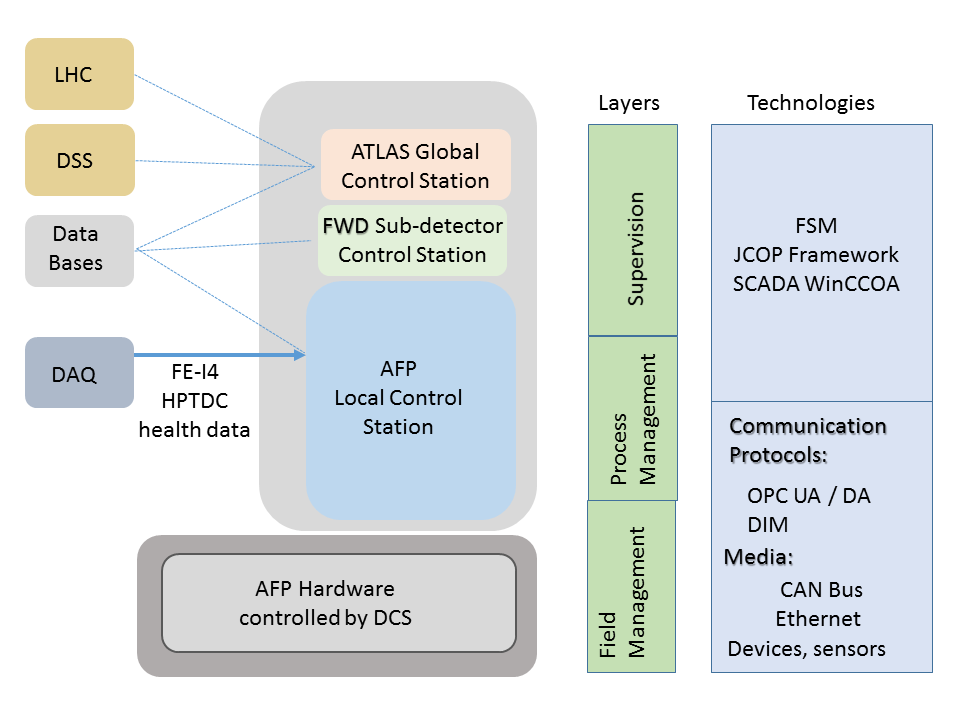 LHC
DSS
Data
Bases
DAQ
FE-I4
HPTDC
health data
ATLAS Global
Control Station
FWD Sub-detector
Control Station
AFP
Local Control
Station
AFP Hardware
controlled by DCS
Layers
Supervision
Process
Management
Field
Management
Technologies
FSM
JCOP Framework
SCADA WinCCOA
Communication
Protocols:
OPC UA / DA
DIM
Media:
CAN Bus
Ethernet
Devices, sensors